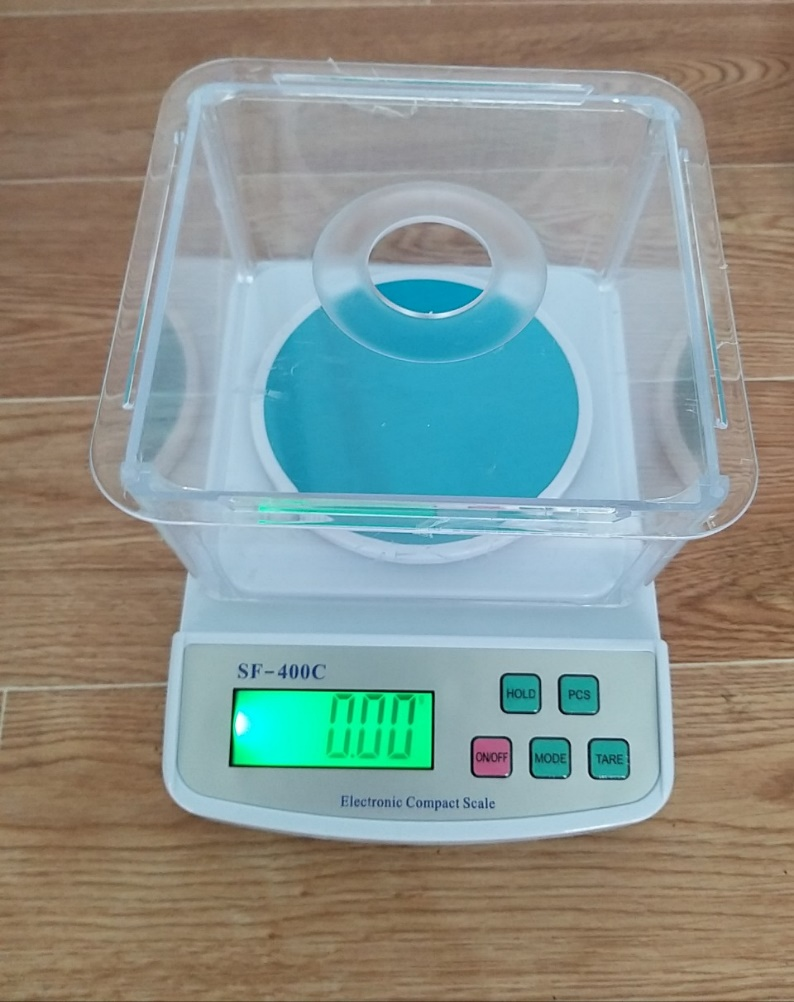 SF-400C
0.00
HOLD PCS
ON/OFF MODE TARE
Electronic Compact Scale